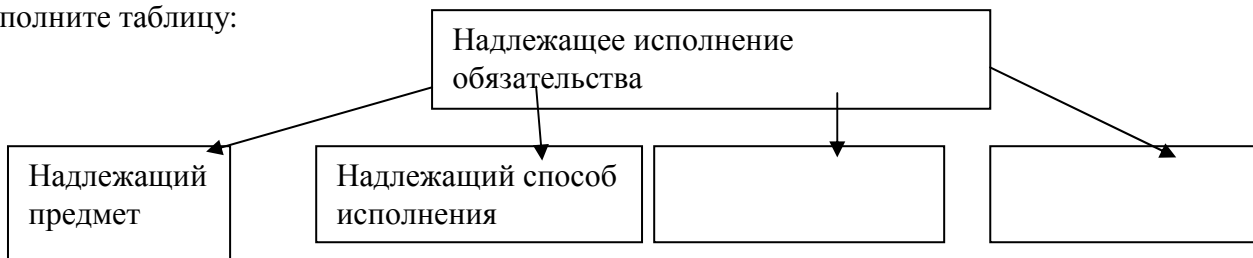 полните таблицу:
Надлежащее исполнение
обязательства
Надлежащий
предмет
Надлежащий способ
исполнения